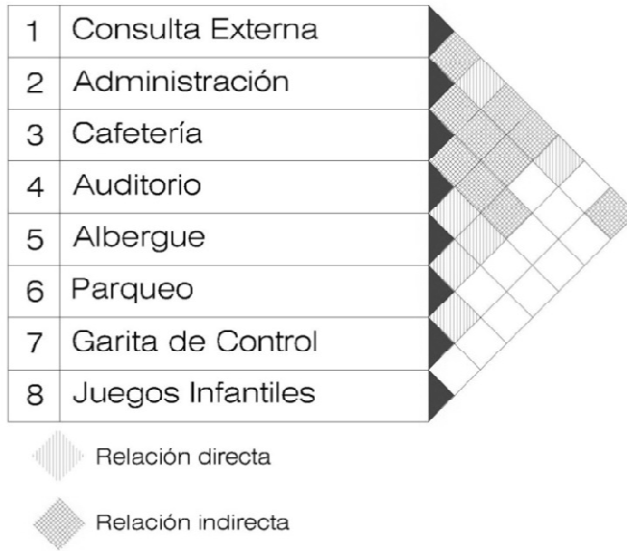 1 Consulta Externa
2 Administración
3 Cafetería
4 Auditorio
5 Albergue
6 Parqueo
7 Garita de Control
8 Juegos Infantiles
Relación directa
Relación indirecta